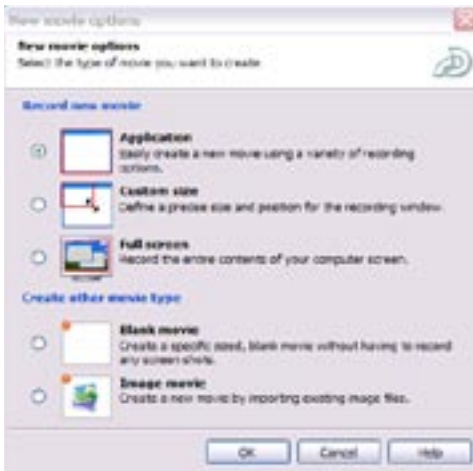 New movie options
New movie options
Select the type of movie you want to create
Record new movie
Application
Easily create a new movie using a variety of recording
options.
Custom size
Define a precise size and position for the recording window.
Full screen
Record the entire contents of your computer screen.
Create other movie type
Blank movie
Create a specific sized, blank movie without having to record
any screen shots.
Image movie
Create a new movie by importing existing image files.
OK
Cancel
Help